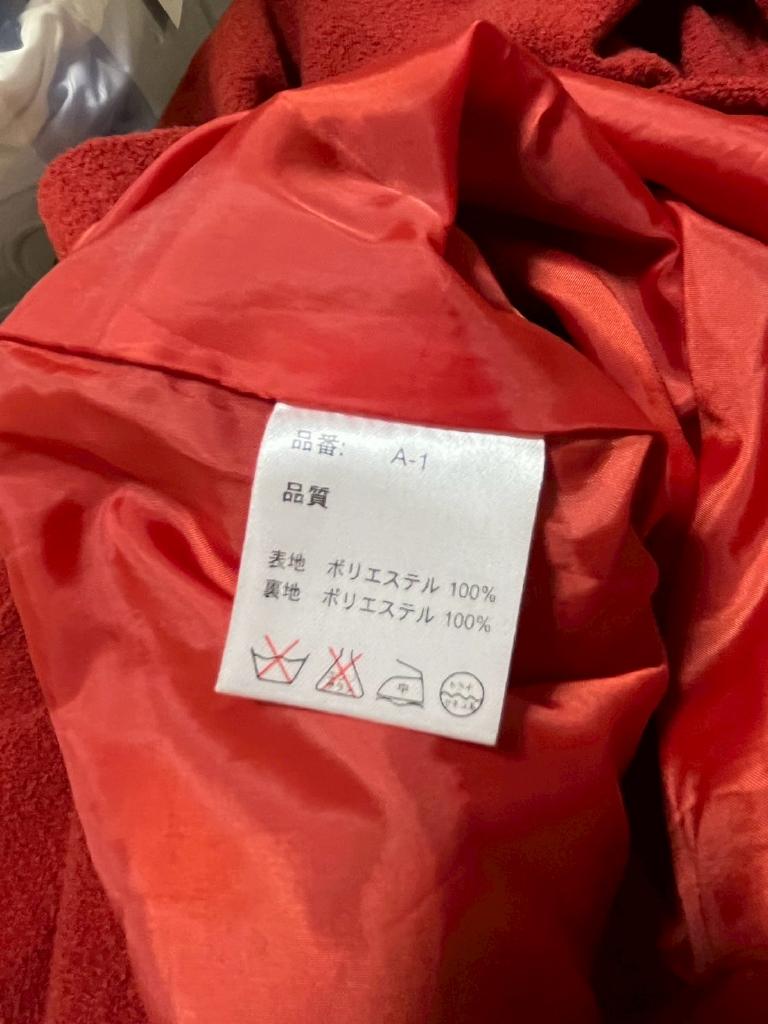 品番: A-1
品質
表地 ポリエステル 100%
裏地 ポリエステル 100%
中